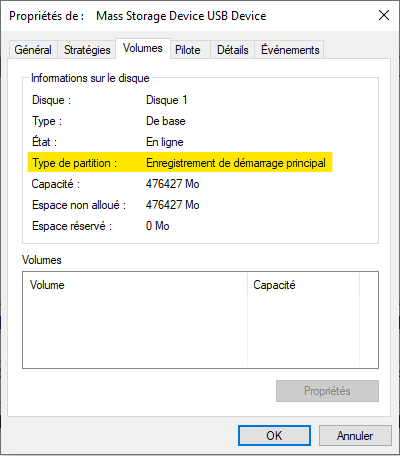 Propriétés de : Mass Storage Device USB Device
Général Stratégies Volumes Pilote Détails Événements
Informations sur le disque
Disque : Disque 1
Type : De base
État : En ligne
Type de partition : Enregistrement de démarrage principal
Capacité : 476427 Mo
Espace non alloué : 476427 Mo
Espace réservé : 0 Mo
Volumes
Volume Capacité
Propriétés
OK Annuler